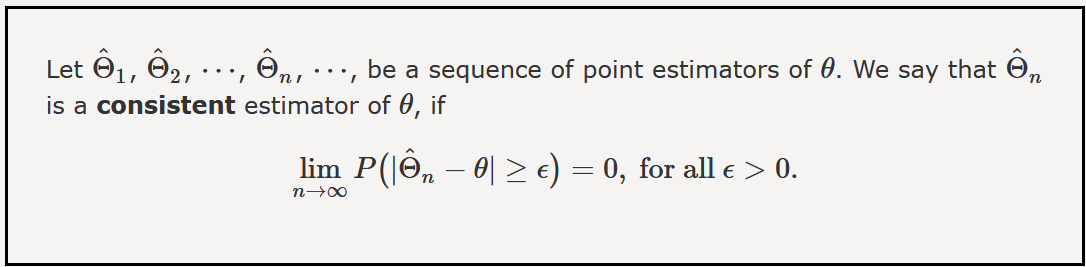 Let Θ̂₁, Θ̂₂, ⋯, Θ̂ₙ, ⋯, be a sequence of point estimators of θ. We say that Θ̂ₙ
is a consistent estimator of θ, if
lim P(|Θ̂ₙ − θ| ≥ ϵ) = 0, for all ϵ > 0.
n→∞